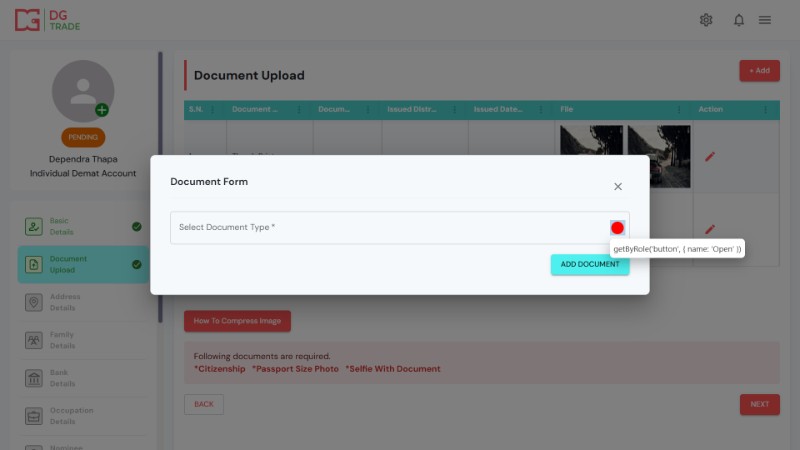 DG
TRADE
Document Upload
+ Add
S.N.
Document ...
Docum...
Issued Distr...
Issued Date...
File
Action
PENDING
Dependra Thapa
Individual Demat Account
Document Form
Select Document Type *
getByRole('button', { name: 'Open' })
ADD DOCUMENT
Basic
Details
Document
Upload
Address
Details
Family
Details
Bank
Details
Occupation
Details
Nominee
How To Compress Image
Following documents are required.
*Citizenship *Passport Size Photo *Selfie With Document
BACK
NEXT